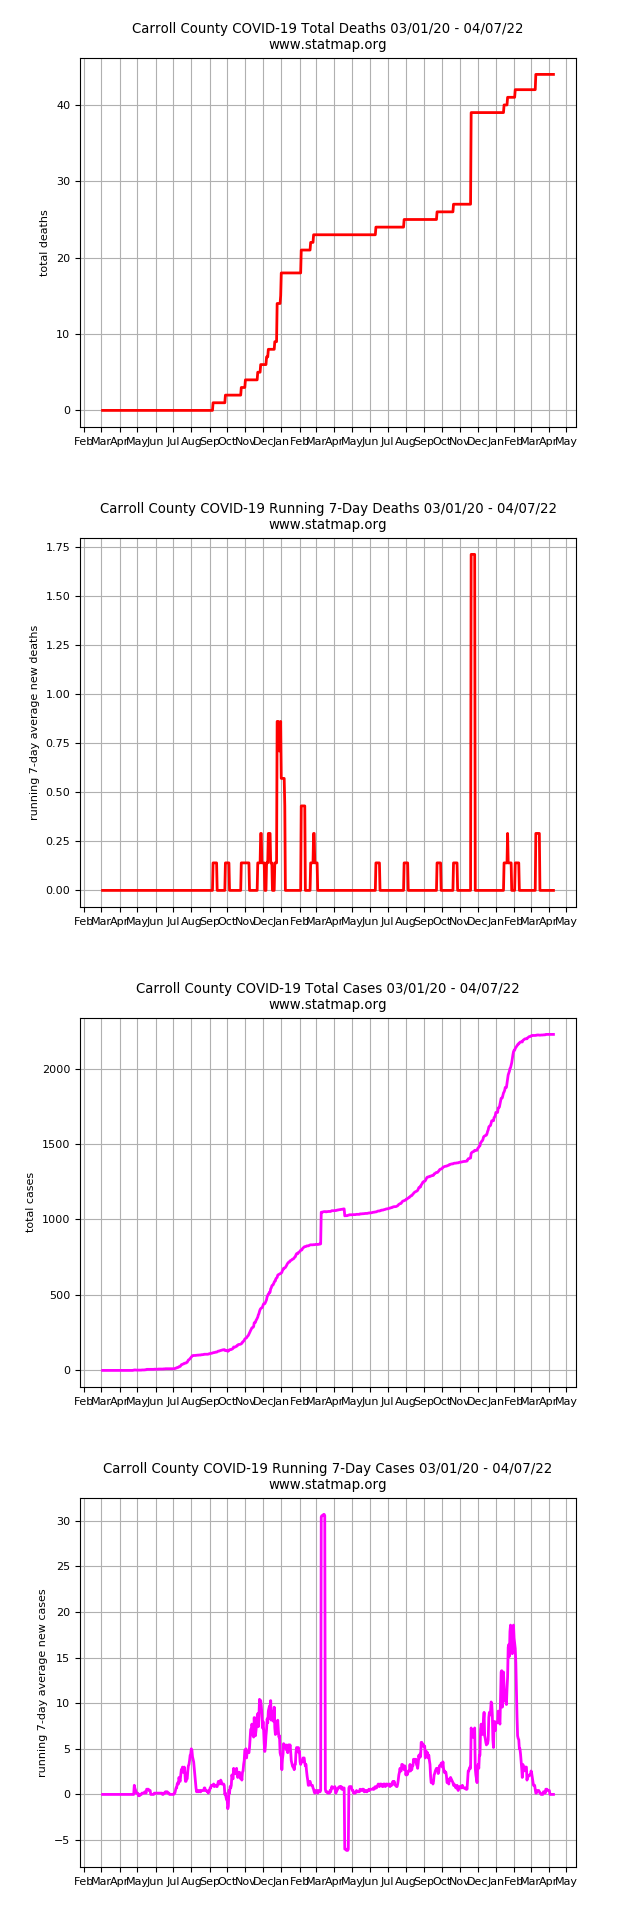 Carroll County COVID-19 Total Deaths 03/01/20 - 04/07/22
www.statmap.org
total deaths
40
30
20
10
0
Feb Mar Apr May Jun Jul Aug Sep Oct Nov Dec Jan Feb Mar Apr May Jun Jul Aug Sep Oct Nov Dec Jan Feb Mar Apr May
Carroll County COVID-19 Running 7-Day Deaths 03/01/20 - 04/07/22
www.statmap.org
running 7-day average new deaths
1.75
1.50
1.25
1.00
0.75
0.50
0.25
0.00
Feb Mar Apr May Jun Jul Aug Sep Oct Nov Dec Jan Feb Mar Apr May Jun Jul Aug Sep Oct Nov Dec Jan Feb Mar Apr May
Carroll County COVID-19 Total Cases 03/01/20 - 04/07/22
www.statmap.org
total cases
2000
1500
1000
500
0
Feb Mar Apr May Jun Jul Aug Sep Oct Nov Dec Jan Feb Mar Apr May Jun Jul Aug Sep Oct Nov Dec Jan Feb Mar Apr May
Carroll County COVID-19 Running 7-Day Cases 03/01/20 - 04/07/22
www.statmap.org
running 7-day average new cases
30
25
20
15
10
5
0
−5
Feb Mar Apr May Jun Jul Aug Sep Oct Nov Dec Jan Feb Mar Apr May Jun Jul Aug Sep Oct Nov Dec Jan Feb Mar Apr May